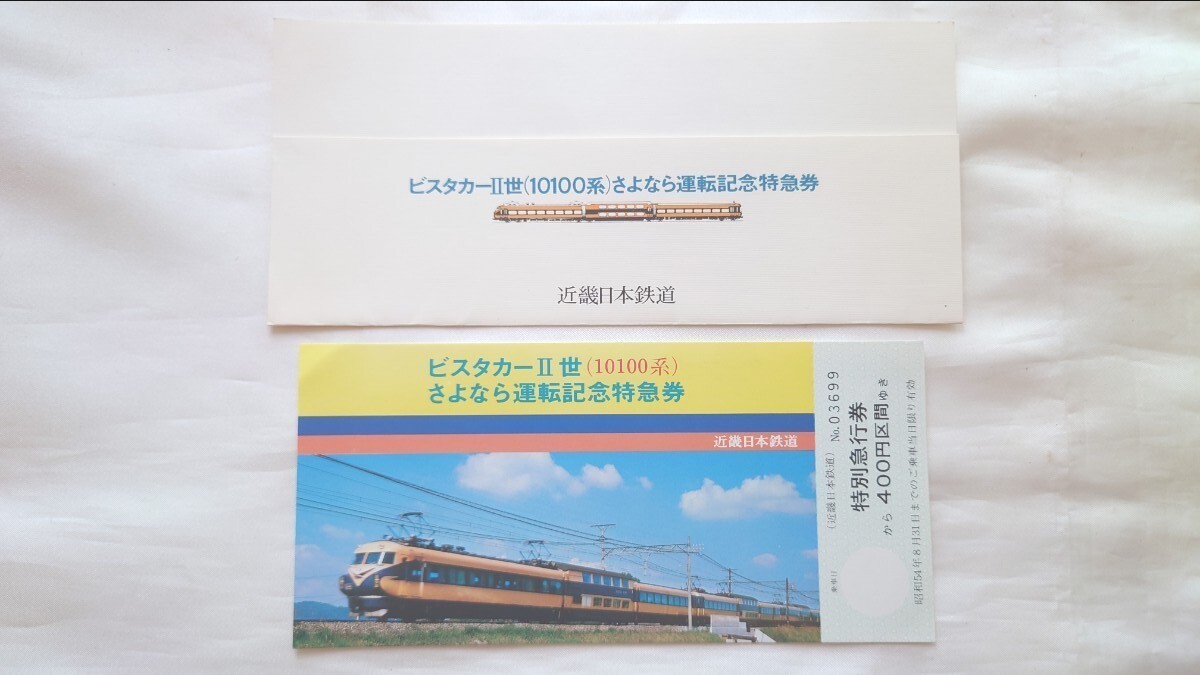 ビスタカーII世(10100系)さよなら運転記念特急券
近畿日本鉄道
ビスタカーII世(10100系)
さよなら運転記念特急券
近畿日本鉄道
(近畿日本鉄道) No.03699
特別急行券
から 400円区間ゆき
乗車日
昭和54年8月31日までのご乗車当日限り有効